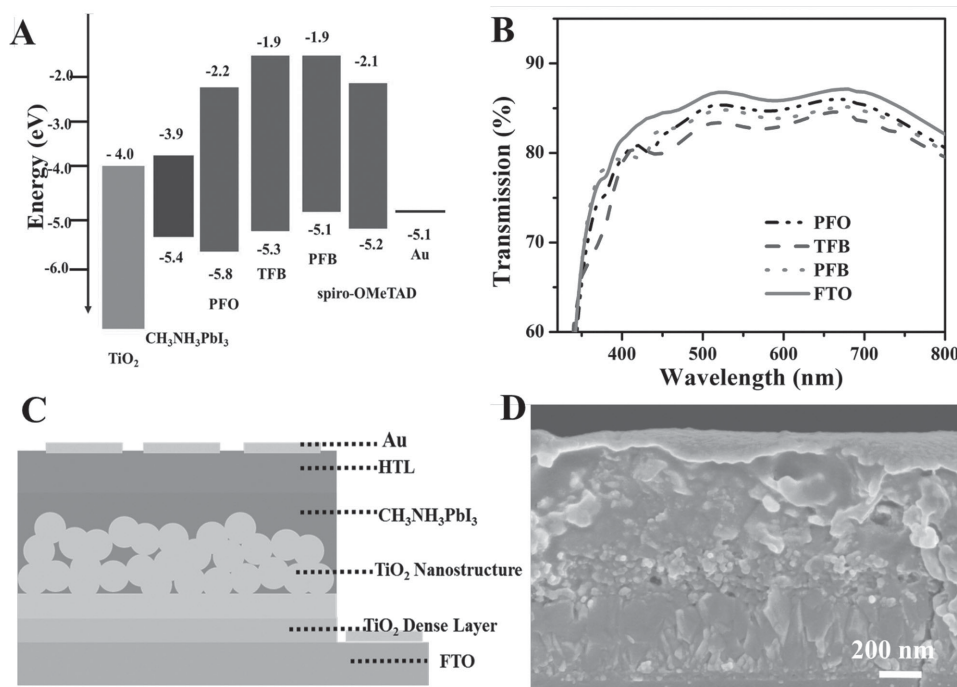 A
Energy (eV)
-2.0
-3.0
-4.0
-5.0
-6.0
- 4.0
TiO₂
-3.9
-5.4
CH₃NH₃PbI₃
-2.2
-5.8
PFO
-1.9
-5.3
TFB
-1.9
-5.1
PFB
-2.1
-5.2
spiro-OMeTAD
-5.1
Au
B
Transmission (%)
90
80
70
60
400
500
600
700
800
Wavelength (nm)
PFO
TFB
PFB
FTO
C
Au
HTL
CH₃NH₃PbI₃
TiO₂ Nanostructure
TiO₂ Dense Layer
FTO
D
200 nm